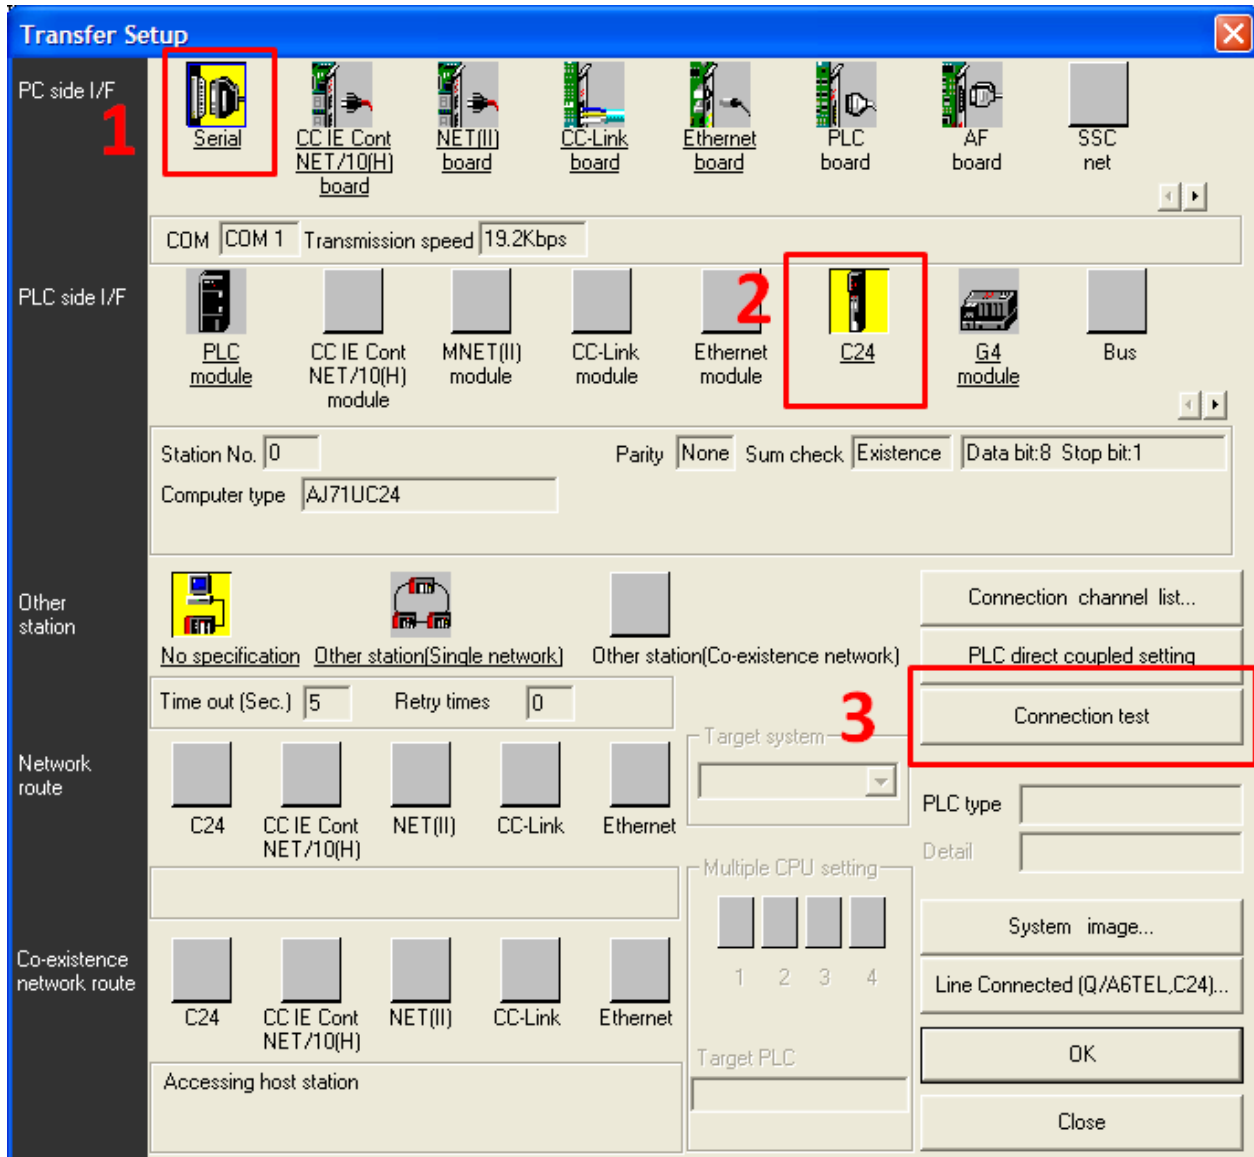 Transfer Setup
PC side I/F
1
Serial
CC IE Cont
NET/10(H)
board
NET(II)
board
CC-Link
board
Ethernet
board
PLC
board
AF
board
SSC
net
COM COM 1 Transmission speed 19.2Kbps
PLC side I/F
2
PLC
module
CC IE Cont
NET/10(H)
module
MNET(II)
module
CC-Link
module
Ethernet
module
C24
G4
module
Bus
Station No. 0 Parity None Sum check Existence Data bit:8 Stop bit:1
Computer type AJ71UC24
Other
station
No specification
Other station(Single network)
Other station(Co-existence network)
Connection channel list...
PLC direct coupled setting
Time out (Sec.) 5 Retry times 0
3
Connection test
Target system
Network
route
C24
CC IE Cont
NET/10(H)
NET(II)
CC-Link
Ethernet
PLC type
Detail
Multiple CPU setting
1 2 3 4
System image...
Line Connected (Q/A6TEL,C24)...
Co-existence
network route
C24
CC IE Cont
NET/10(H)
NET(II)
CC-Link
Ethernet
Target PLC
OK
Accessing host station
Close